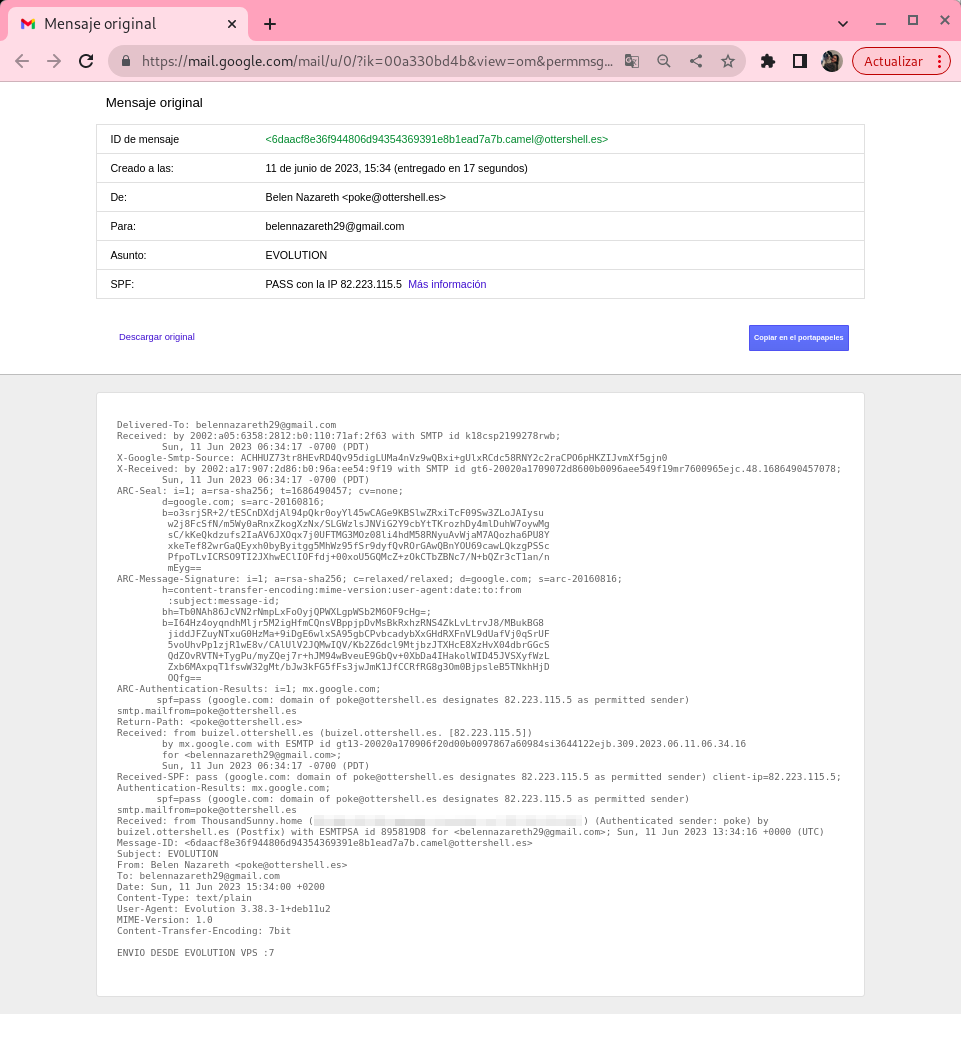 Mensaje original
https://mail.google.com/mail/u/0/?ik=00a330bd4b&view=om&permmsg...
Actualizar
Mensaje original
ID de mensaje <6daacf8e36f944806d94354369391e8b1ead7a7b.camel@ottershell.es>
Creado a las: 11 de junio de 2023, 15:34 (entregado en 17 segundos)
De: Belen Nazareth <poke@ottershell.es>
Para: belennazareth29@gmail.com
Asunto: EVOLUTION
SPF: PASS con la IP 82.223.115.5 Más información
Descargar original
Copiar en el portapapeles
Delivered-To: belennazareth29@gmail.com
Received: by 2002:a05:6358:2812:b0:110:71af:2f63 with SMTP id k18csp2199278rwb;
Sun, 11 Jun 2023 06:34:17 -0700 (PDT)
X-Google-Smtp-Source: ACHHUZ73tr8HEvRD4Qv95digLUMa4nVz9wQBxi+gUlxRCdc58RNY2c2raCPO6pHKZIJvmXf5gjn0
X-Received: by 2002:a17:907:2d86:b0:96a:ee54:9f19 with SMTP id gt6-20020a1709072d8600b0096aee549f19mr7600965ejc.48.1686490457078;
Sun, 11 Jun 2023 06:34:17 -0700 (PDT)
ARC-Seal: i=1; a=rsa-sha256; t=1686490457; cv=none;
d=google.com; s=arc-20160816;
b=o3srjSR+2/tESCnDXdjAl94pQkr0oyYl45wCAGe9KBSlwZRxiTcF09Sw3ZLoJAIysu
w2j8FcSfN/m5Wy0aRnxZkogXzNx/SLGWzlsJNViG2Y9cbYtTKrozhDy4mlDuhW7oywMg
sC/kKeQkdzufs2IaAV6JXOqx7j0UFTMG3MOz08li4hdM58RNyuAvWjaM7AQozha6PU8Y
xkeTef82wrGaQEyxh0byByitgg5MhWz95fSr9dyfQvROrGAwQBnYOU69cawLQkzgPSSc
PfpoTLvICRSO9TI2JXhwEClIOFfdj+00xoU5GQMcZ+zOkCTbZBNc7/N+bQZr3cT1an/n
mEyg==
ARC-Message-Signature: i=1; a=rsa-sha256; c=relaxed/relaxed; d=google.com; s=arc-20160816;
h=content-transfer-encoding:mime-version:user-agent:date:to:from
:subject:message-id;
bh=Tb0NAh86JcVN2rNmpLxFoOyjQPWXLgpWSb2M6OF9cHg=;
b=I64Hz4oyqndhMljr5M2igHfmCQnsVBppjpDvMsBkRxhzRNS4ZkLvLtrvJ8/MBukBG8
jiddJFZuyNTxuG0HzMa+9iDgE6wlxSA95gbCPvbcadybXxGHdRXFnVL9dUafVj0qSrUF
5voUhvPp1zjR1wE8v/CAlUlV2JQMwIQV/Kb2Z6dcl9MtjbzJTXHcE8XzHvX04dbrGGcS
QdZOvRVTN+TygPu/myZQej7r+hJM94wBveuE9GbQv+0XbDa4IHakolWID45JVSXyfWzL
Zxb6MAxpqT1fswW32gMt/bJw3kFG5fFs3jwJmK1JfCCRfRG8g3Om0BjpsleB5TNkhHjD
OQfg==
ARC-Authentication-Results: i=1; mx.google.com;
spf=pass (google.com: domain of poke@ottershell.es designates 82.223.115.5 as permitted sender)
smtp.mailfrom=poke@ottershell.es
Return-Path: <poke@ottershell.es>
Received: from buizel.ottershell.es (buizel.ottershell.es. [82.223.115.5])
by mx.google.com with ESMTP id gt13-20020a170906f20d00b0097867a60984si3644122ejb.309.2023.06.11.06.34.16
for <belennazareth29@gmail.com>;
Sun, 11 Jun 2023 06:34:17 -0700 (PDT)
Received-SPF: pass (google.com: domain of poke@ottershell.es designates 82.223.115.5 as permitted sender) client-ip=82.223.115.5;
Authentication-Results: mx.google.com;
spf=pass (google.com: domain of poke@ottershell.es designates 82.223.115.5 as permitted sender)
smtp.mailfrom=poke@ottershell.es
Received: from ThousandSunny.home ( ) (Authenticated sender: poke) by
buizel.ottershell.es (Postfix) with ESMTPSA id 895819D8 for <belennazareth29@gmail.com>; Sun, 11 Jun 2023 13:34:16 +0000 (UTC)
Message-ID: <6daacf8e36f944806d94354369391e8b1ead7a7b.camel@ottershell.es>
Subject: EVOLUTION
From: Belen Nazareth <poke@ottershell.es>
To: belennazareth29@gmail.com
Date: Sun, 11 Jun 2023 15:34:00 +0200
Content-Type: text/plain
User-Agent: Evolution 3.38.3-1+deb11u2
MIME-Version: 1.0
Content-Transfer-Encoding: 7bit
ENVIO DESDE EVOLUTION VPS :7